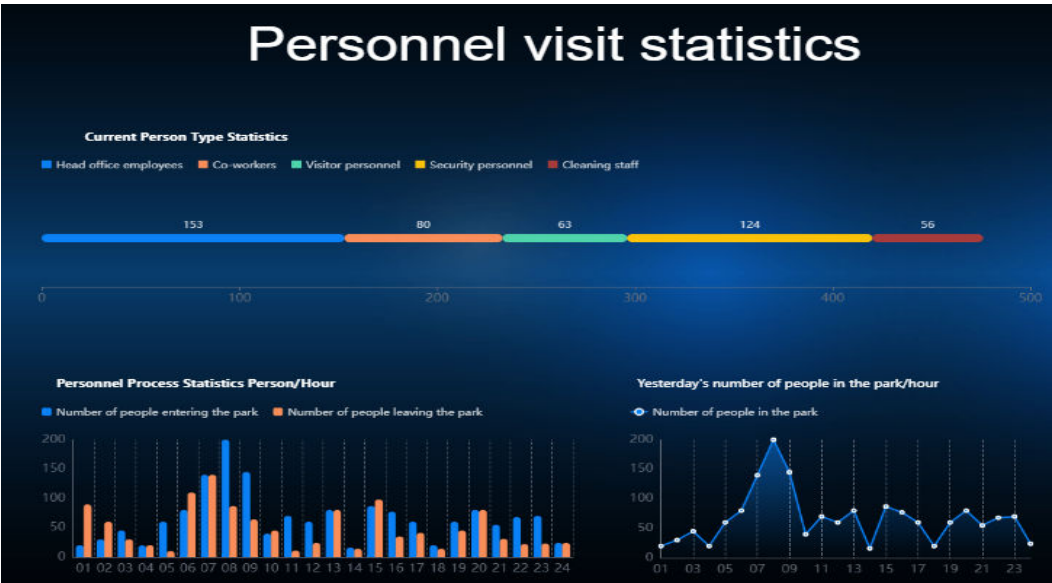 Personnel visit statistics
Current Person Type Statistics
Head office employees Co-workers Visitor personnel Security personnel Cleaning staff
153 80 63 124 56
0 100 200 300 400 500
Personnel Process Statistics Person/Hour
Number of people entering the park Number of people leaving the park
200
150
100
50
0
01 02 03 04 05 06 07 08 09 10 11 12 13 14 15 16 17 18 19 20 21 22 23 24
Yesterday's number of people in the park/hour
Number of people in the park
200
150
100
50
0
01 03 05 07 09 11 13 15 17 19 21 23